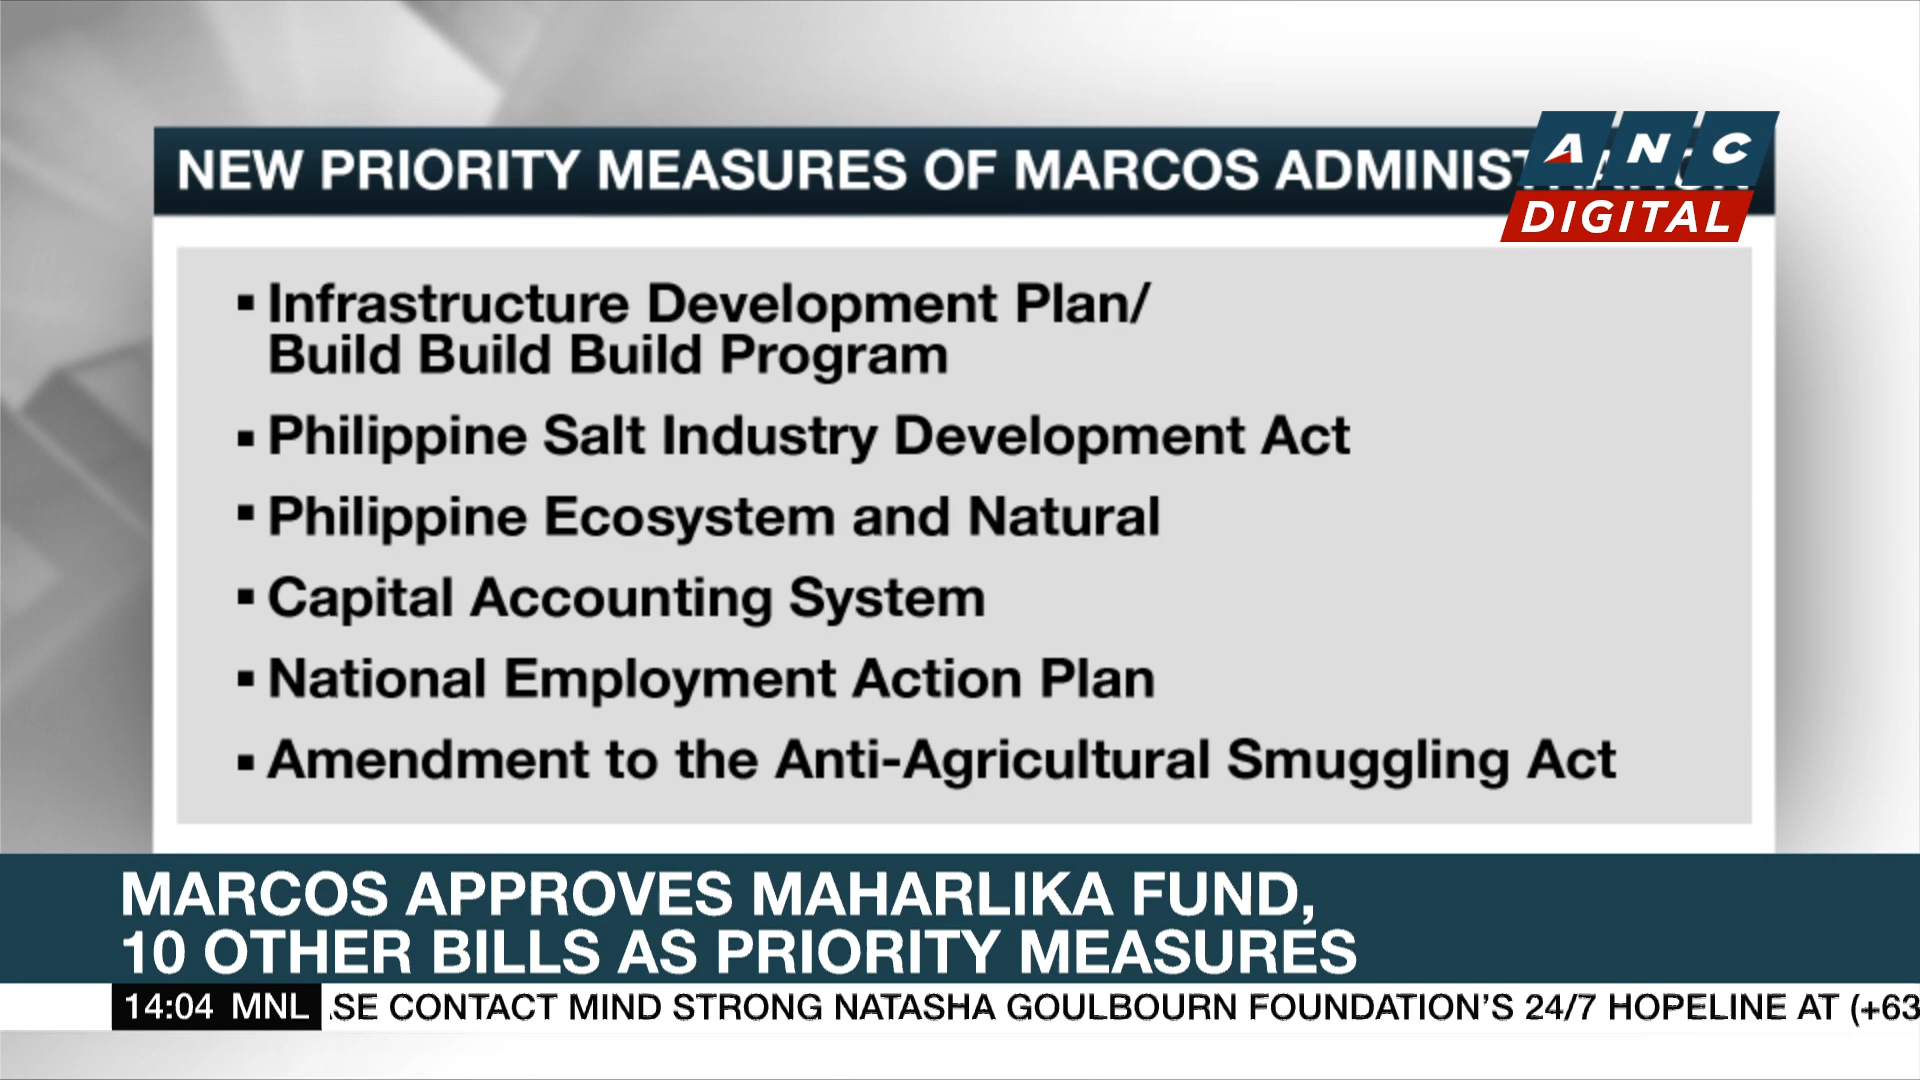 NEW PRIORITY MEASURES OF MARCOS
ANC
DIGITAL
▪ Infrastructure Development Plan/
Build Build Build Program
▪ Philippine Salt Industry Development Act
▪ Philippine Ecosystem and Natural
▪ Capital Accounting System
▪ National Employment Action Plan
▪ Amendment to the Anti-Agricultural Smuggling Act
MARCOS APPROVES MAHARLIKA FUND,
10 OTHER BILLS AS PRIORITY MEASURES
14:04 MNL CONTACT MIND STRONG NATASHA GOULBOURN FOUNDATION'S 24/7 HOPELINE AT (+63